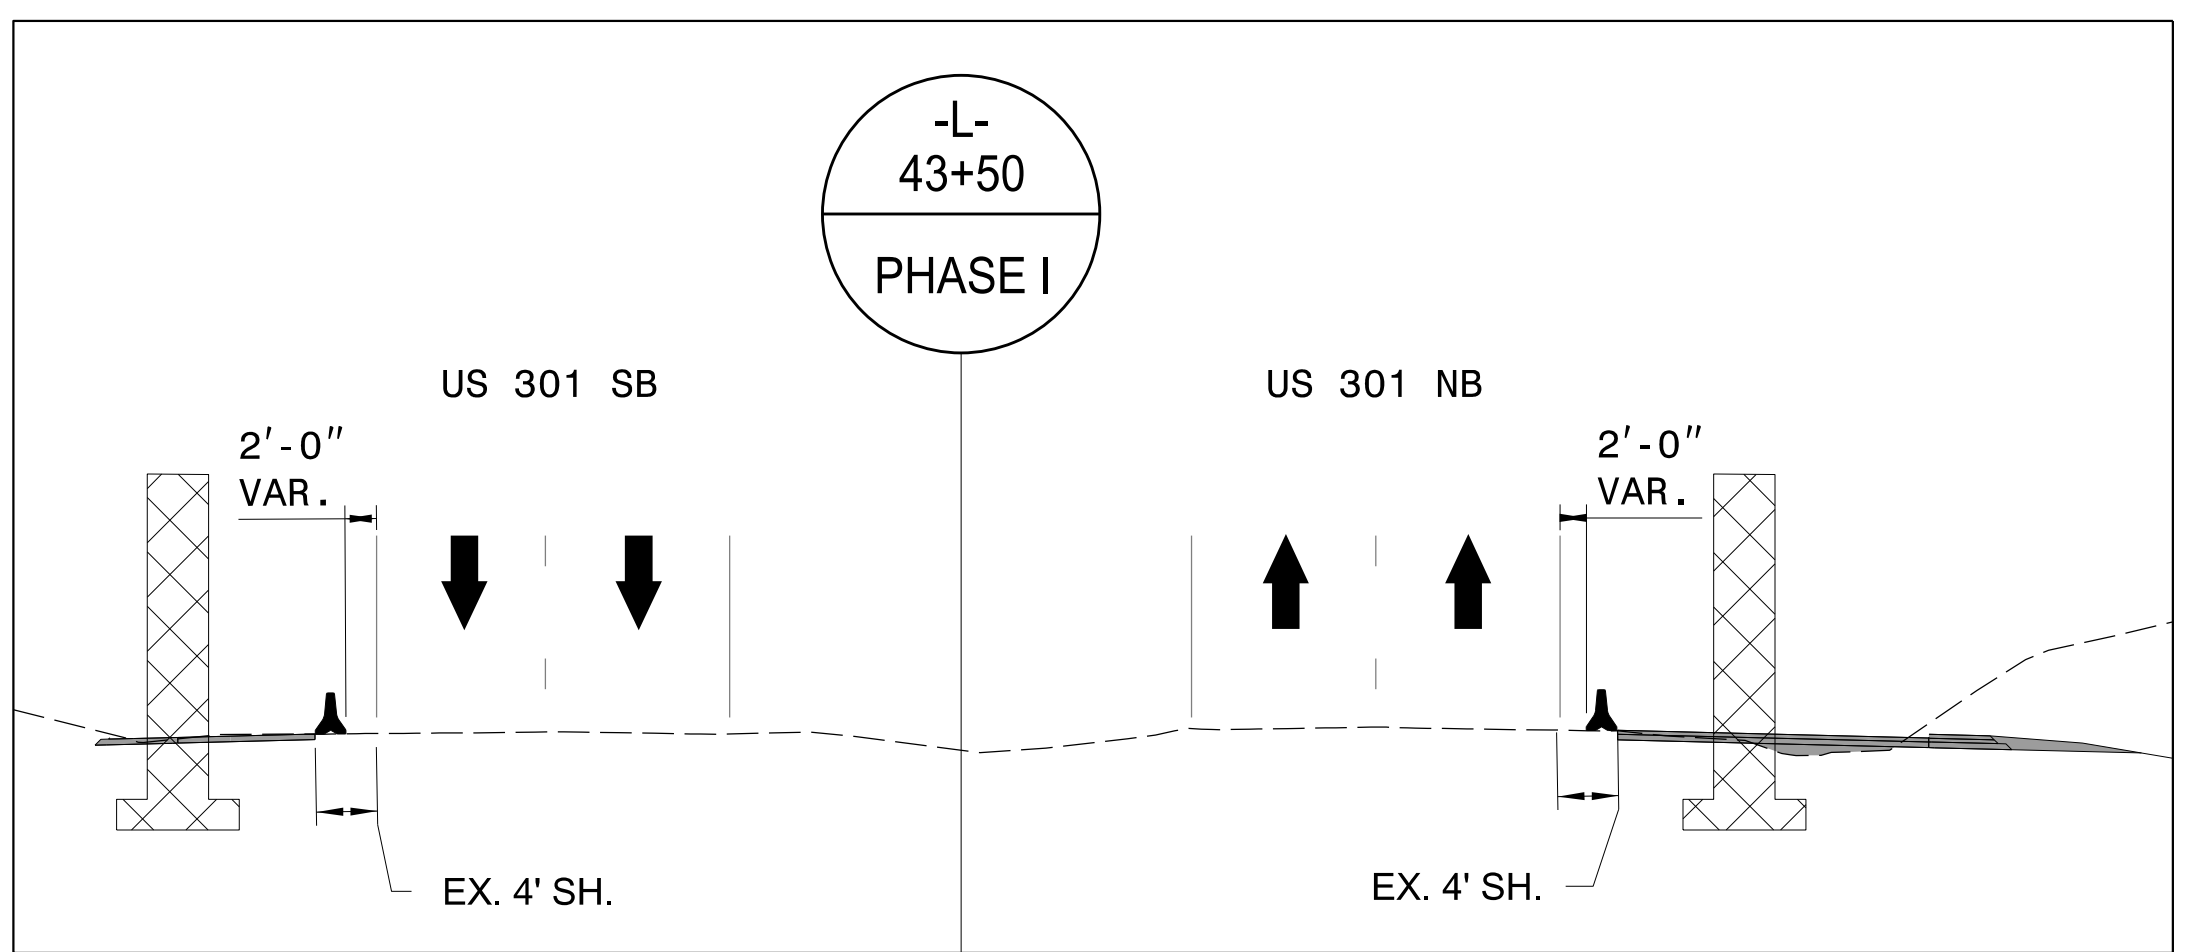 -L-
43+50
PHASE I
US 301 SB
US 301 NB
2'-0"
VAR.
2'-0"
VAR.
EX. 4' SH.
EX. 4' SH.